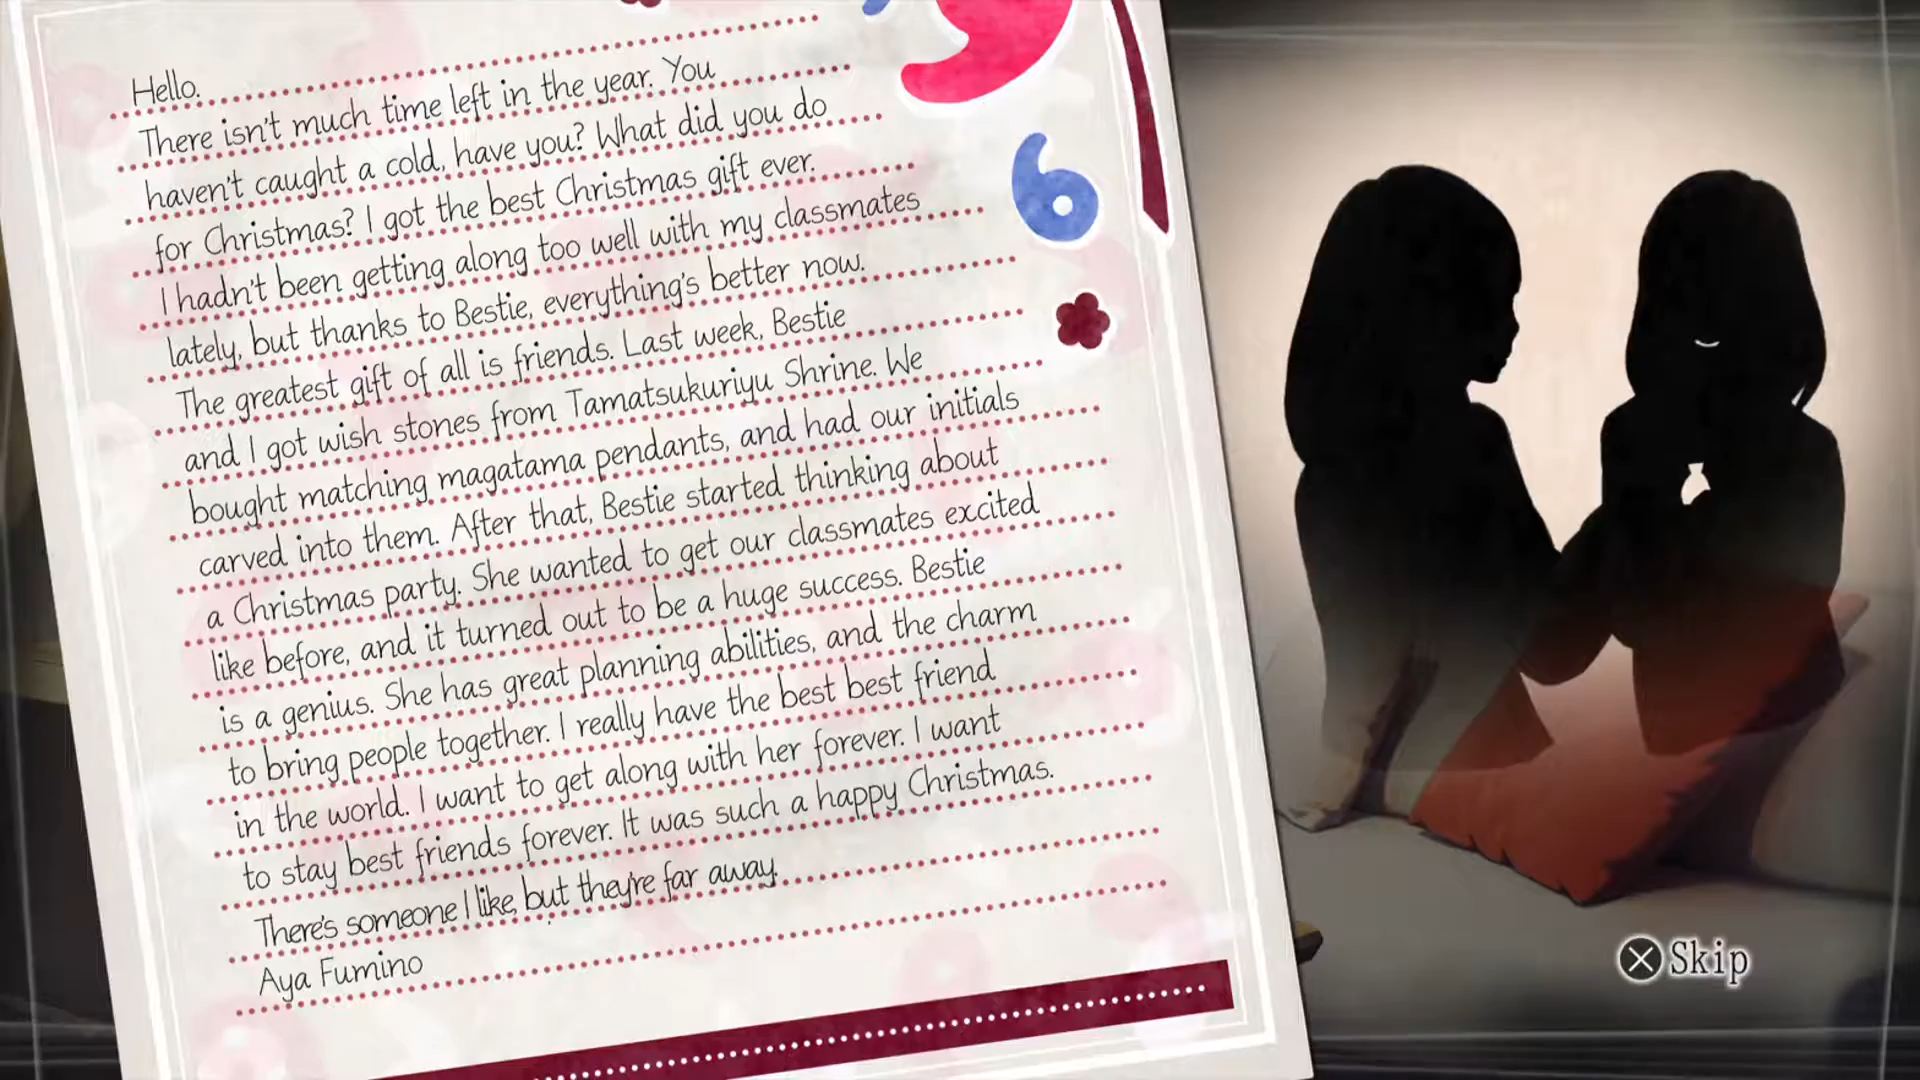 Hello.
There isn't much time left in the year. You
haven't caught a cold, have you? What did you do
for Christmas? I got the best Christmas gift ever.
I hadn't been getting along too well with my classmates
lately, but thanks to Bestie, everything's better now.
The greatest gift of all is friends. Last week, Bestie
and I got wish stones from Tamatsukuriyu Shrine. We
bought matching magatama pendants, and had our initials
carved into them. After that, Bestie started thinking about
a Christmas party. She wanted to get our classmates excited
like before, and it turned out to be a huge success. Bestie
is a genius. She has great planning abilities, and the charm
to bring people together. I really have the best best friend
in the world. I want to get along with her forever. I want
to stay best friends forever. It was such a happy Christmas.
There's someone I like, but they're far away.
Aya Fumino
Skip